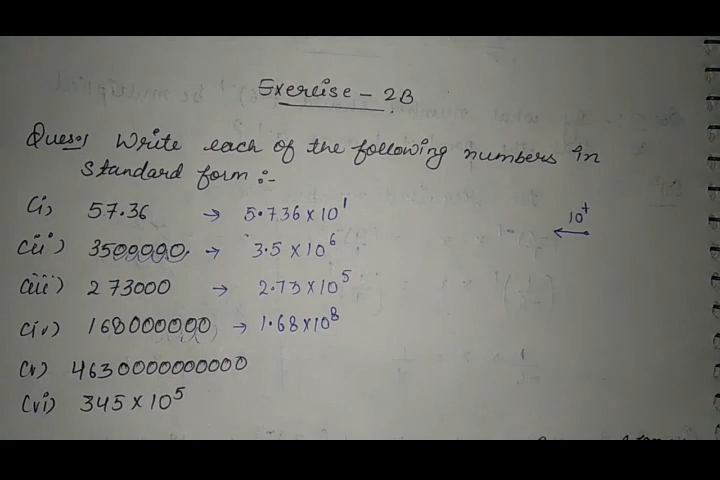 Exercise - 2B
Ques:1 Write each of the following numbers in
Standard form :-
(i) 57.36 → 5.736 × 10¹
10⁺
←
(ii) 3500000. → 3.5 × 10⁶
(iii) 273000 → 2.73 × 10⁵
(iv) 168000000 → 1.68 × 10⁸
(v) 4630000000000
(vi) 345 × 10⁵